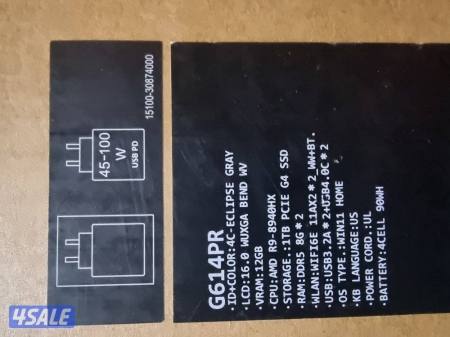 15100-30874000
45-100
W
USB PD
G614PR
·ID+COLOR:4C-ECLIPSE GRAY
·LCD:16.0 WUXGA BEND WV
·VRAM:12GB
·CPU:AMD R9-8940HX
·STORAGE.:1TB PCIE G4 SSD
·RAM:DDR5 8G*2
·WLAN:WIFI6E 11AX2*2_WW+BT.
·USB:USB3.2A*2+USB4.0C*2
·OS TYPE.:WIN11 HOME
·KB LANGUAGE:US
·POWER CORD.:UL
·BATTERY:4CELL 90WH
4SALE